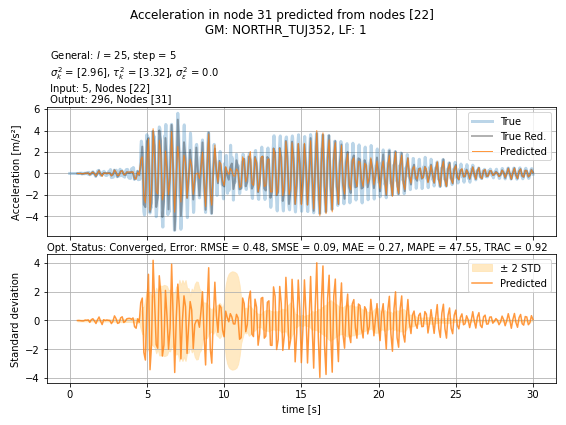 Acceleration in node 31 predicted from nodes [22]
GM: NORTHR_TUJ352, LF: 1
General: l = 25, step = 5
σ²ₖ = [2.96], τ²ₖ = [3.32], σ²ε = 0.0
Input: 5, Nodes [22]
Output: 296, Nodes [31]
Acceleration [m/s²]
6
4
2
0
−2
−4
True
True Red.
Predicted
Opt. Status: Converged, Error: RMSE = 0.48, SMSE = 0.09, MAE = 0.27, MAPE = 47.55, TRAC = 0.92
Standard deviation
4
2
0
−2
−4
± 2 STD
Predicted
0 5 10 15 20 25 30
time [s]